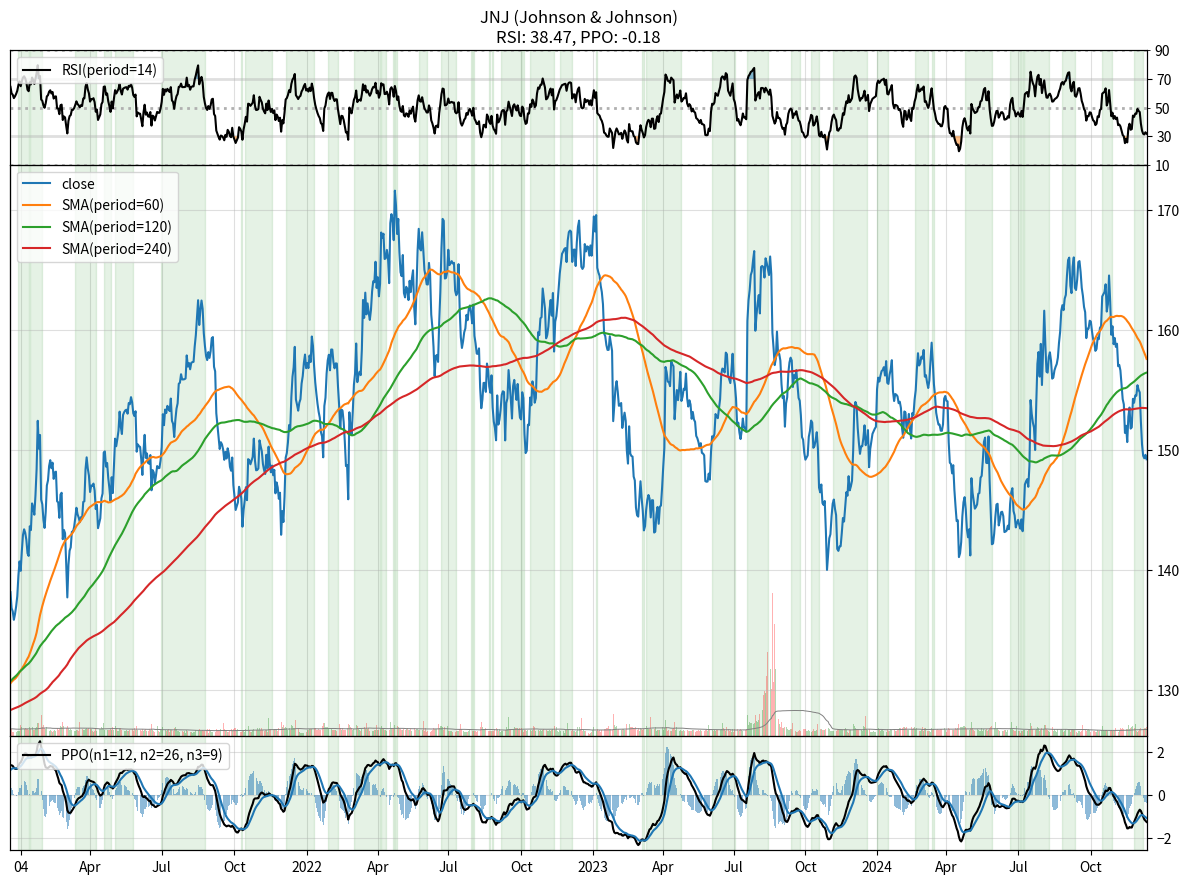 JNJ (Johnson & Johnson)
RSI: 38.47, PPO: -0.18
RSI(period=14)
90
70
50
30
10
close
SMA(period=60)
SMA(period=120)
SMA(period=240)
170
160
150
140
130
PPO(n1=12, n2=26, n3=9)
2
0
−2
04 Apr Jul Oct 2022 Apr Jul Oct 2023 Apr Jul Oct 2024 Apr Jul Oct